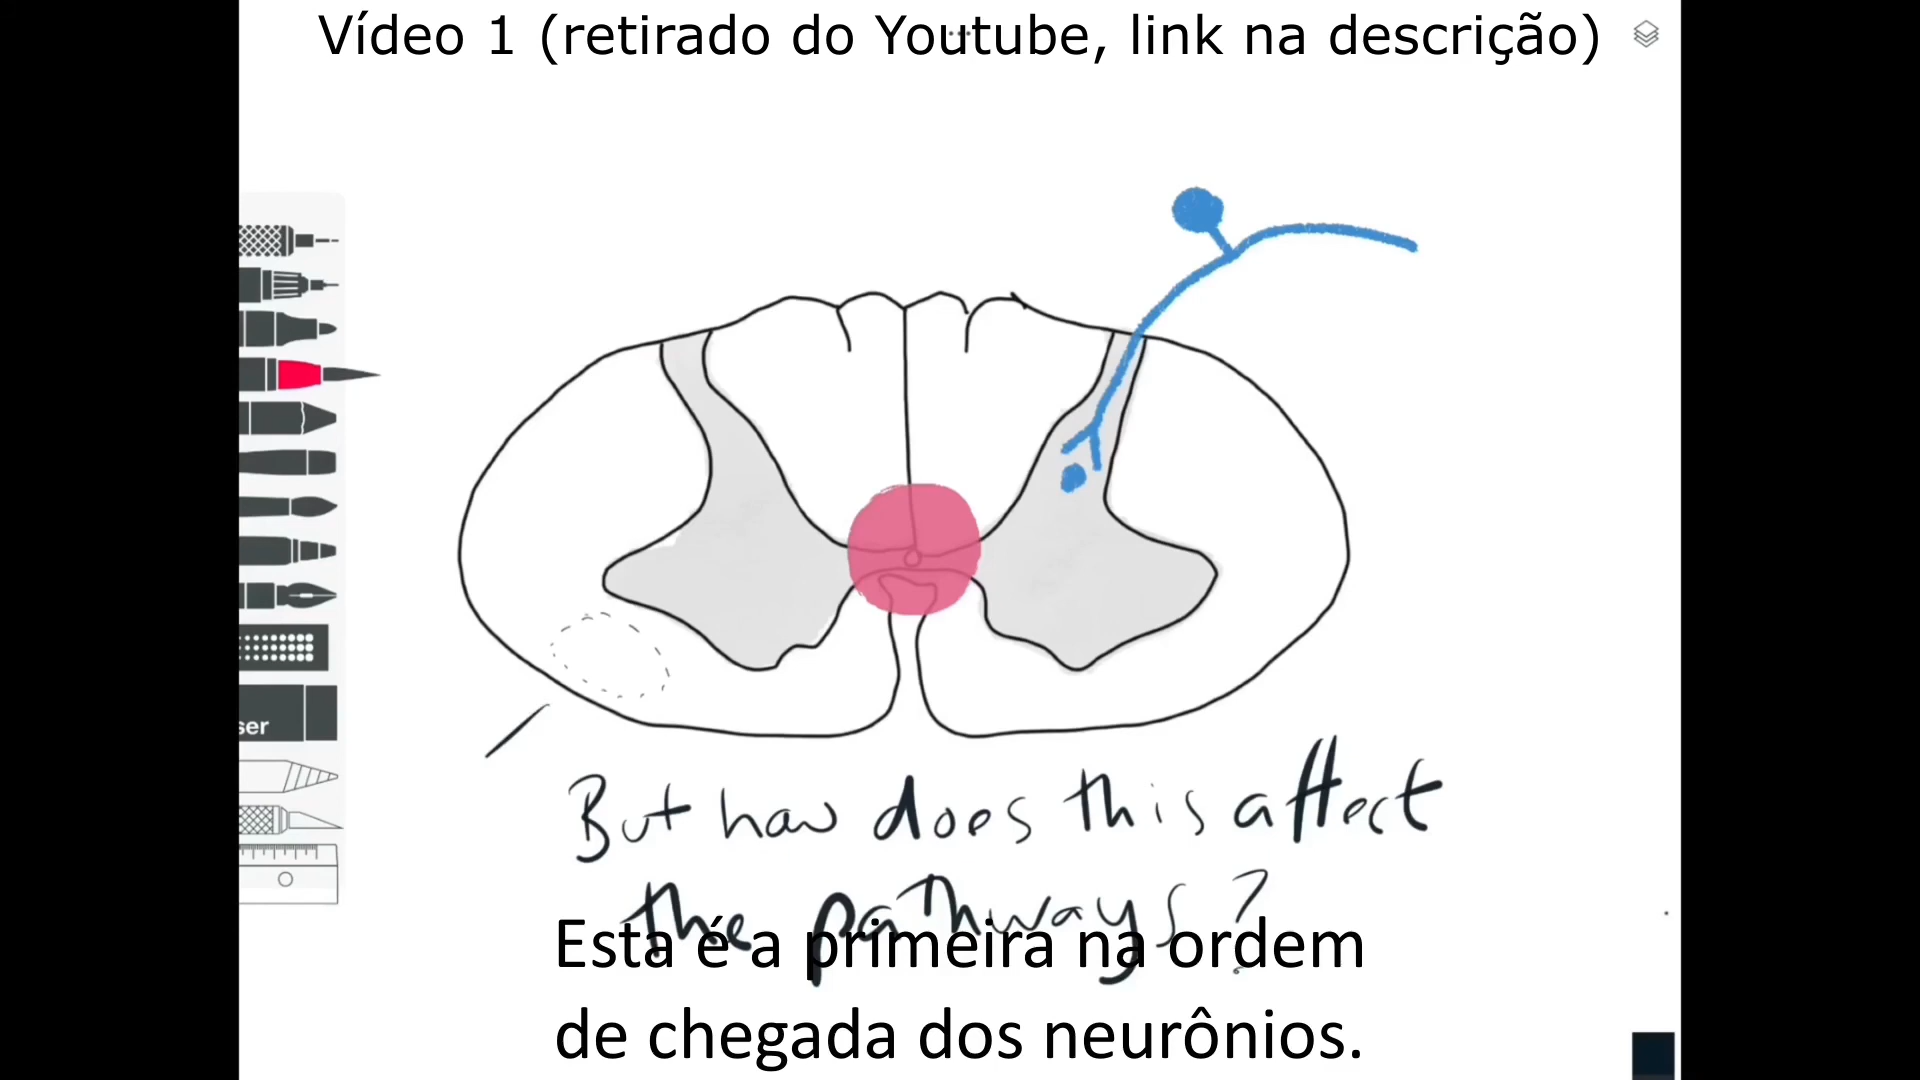 Vídeo 1 (retirado do Youtube, link na descrição)
ser
But how does this affect
the pathways?
Esta é a primeira na ordem
de chegada dos neurônios.